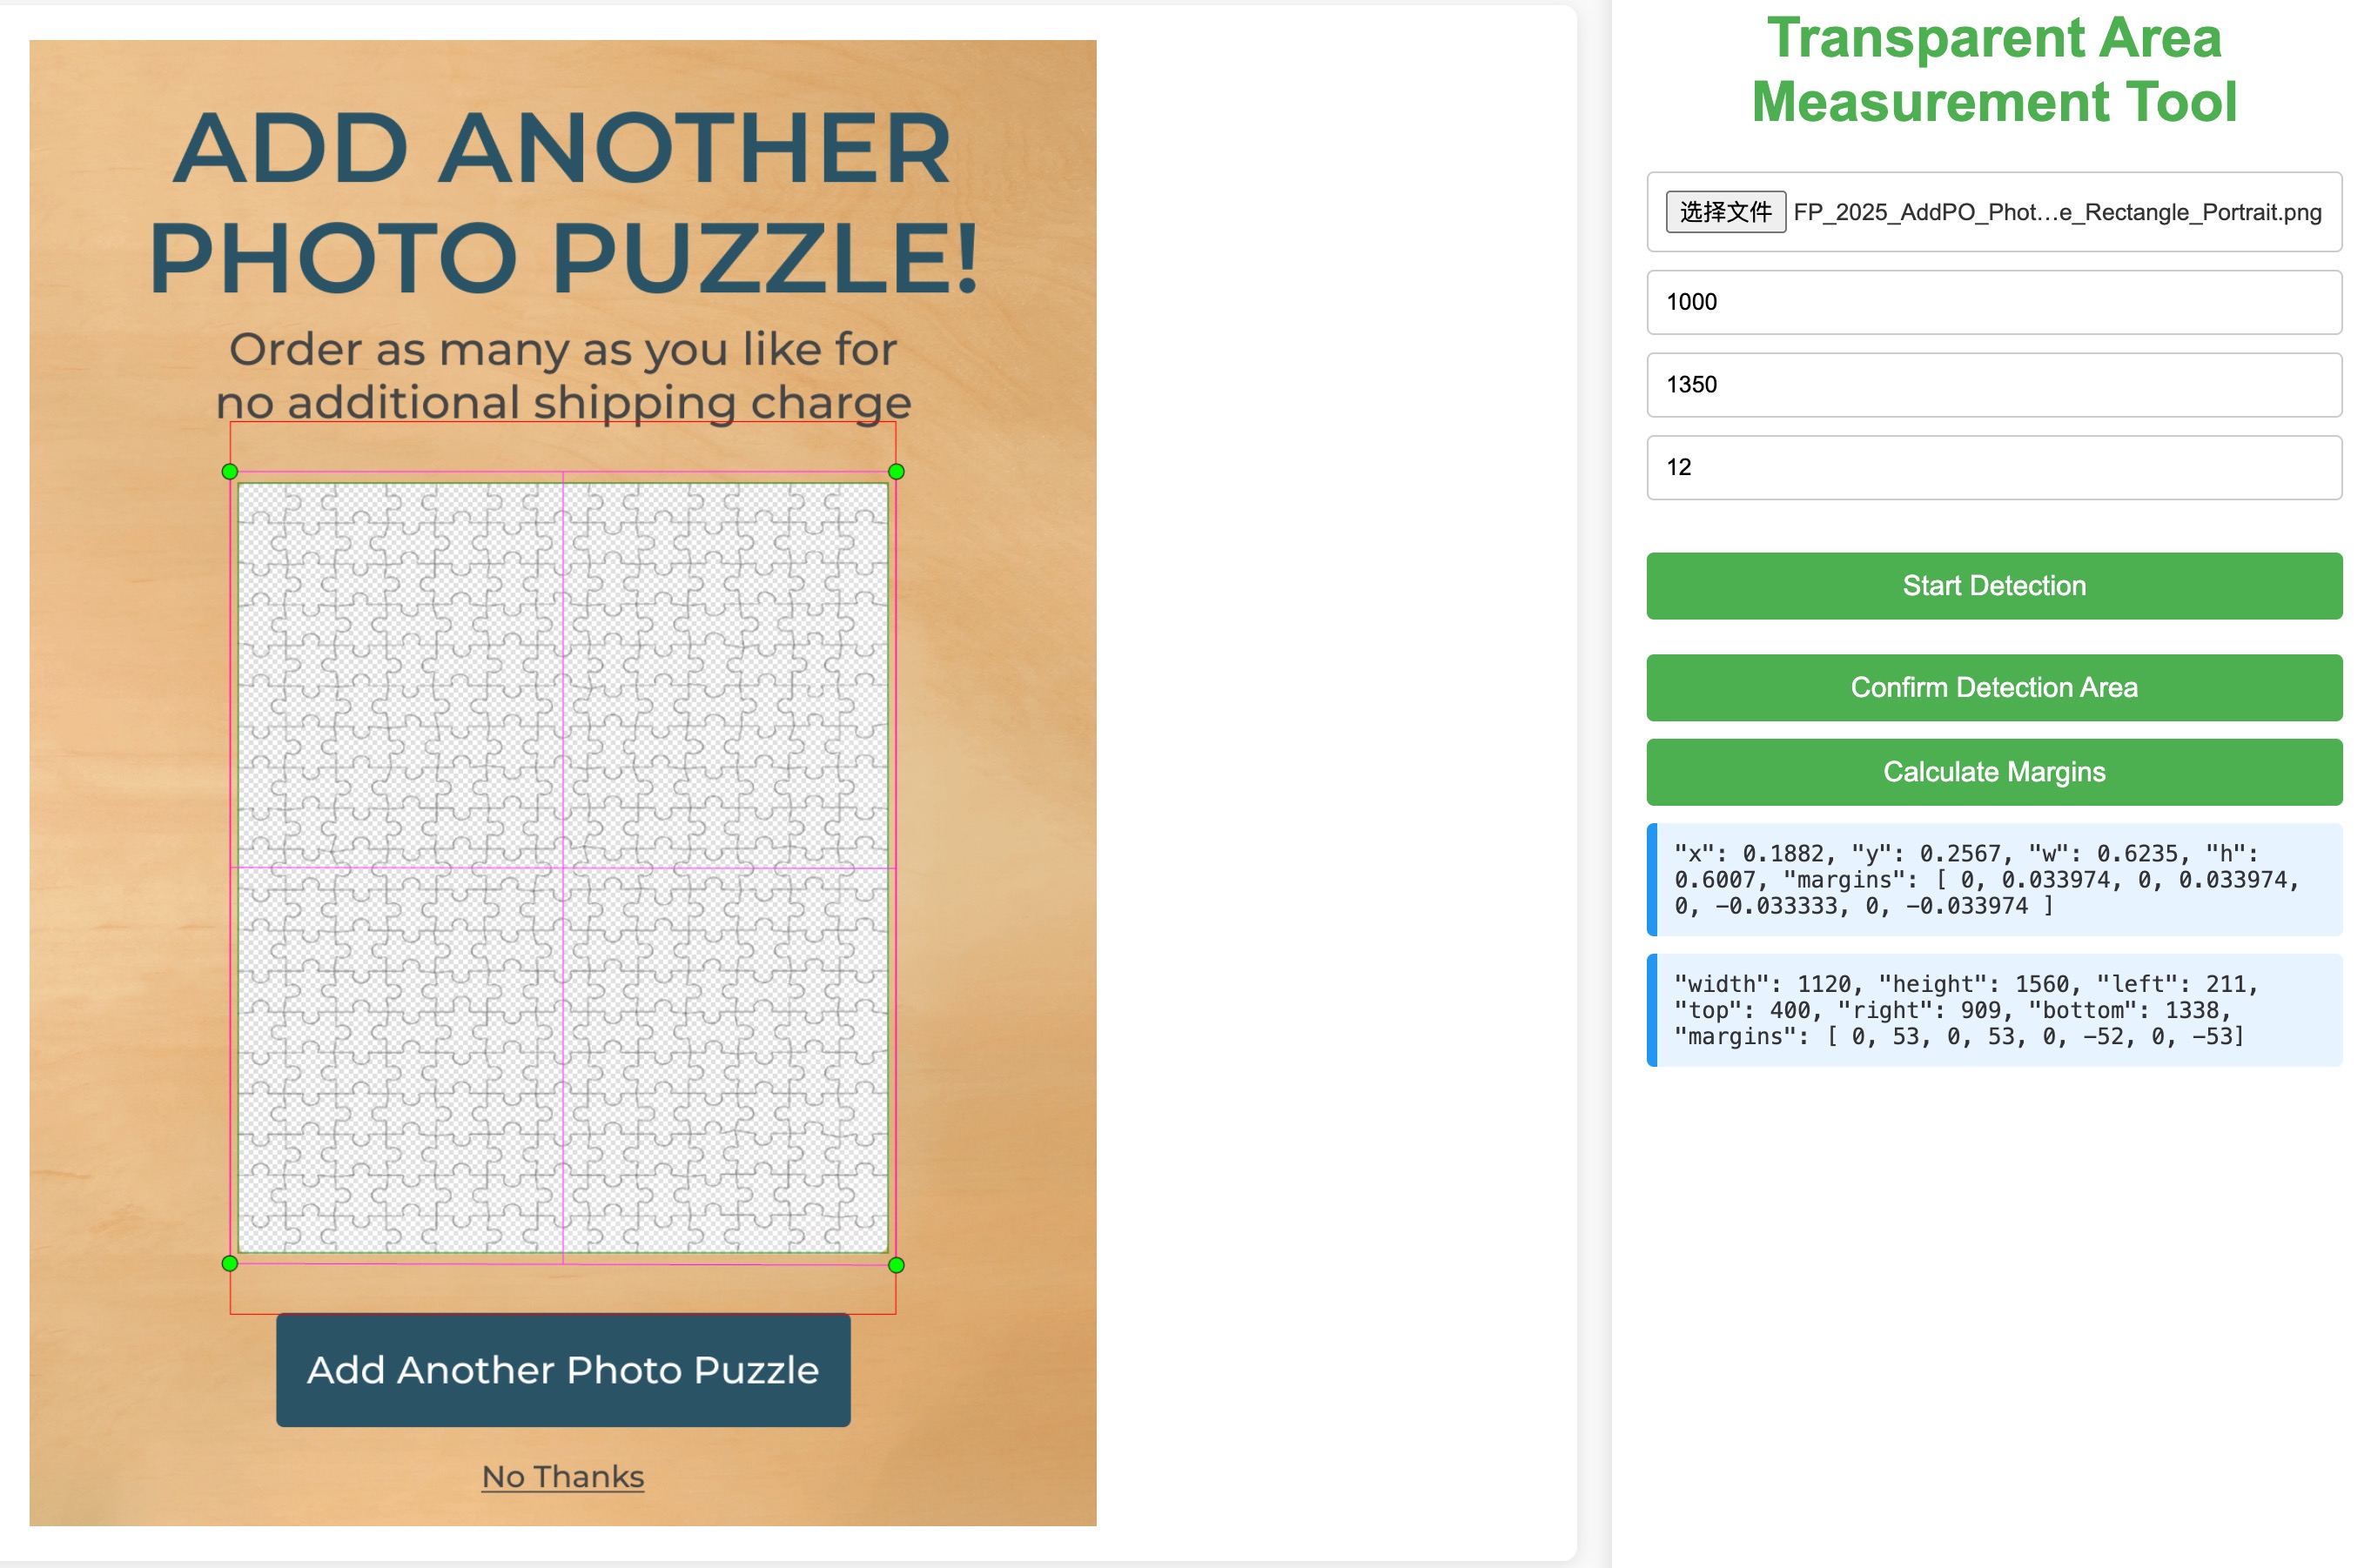 ADD ANOTHER
PHOTO PUZZLE!
Order as many as you like for
no additional shipping charge
Add Another Photo Puzzle
No Thanks
Transparent Area
Measurement Tool
选择文件 FP_2025_AddPO_Phot...e_Rectangle_Portrait.png
1000
1350
12
Start Detection
Confirm Detection Area
Calculate Margins
"x": 0.1882, "y": 0.2567, "w": 0.6235, "h":
0.6007, "margins": [ 0, 0.033974, 0, 0.033974,
0, −0.033333, 0, −0.033974 ]
"width": 1120, "height": 1560, "left": 211,
"top": 400, "right": 909, "bottom": 1338,
"margins": [ 0, 53, 0, 53, 0, −52, 0, −53]